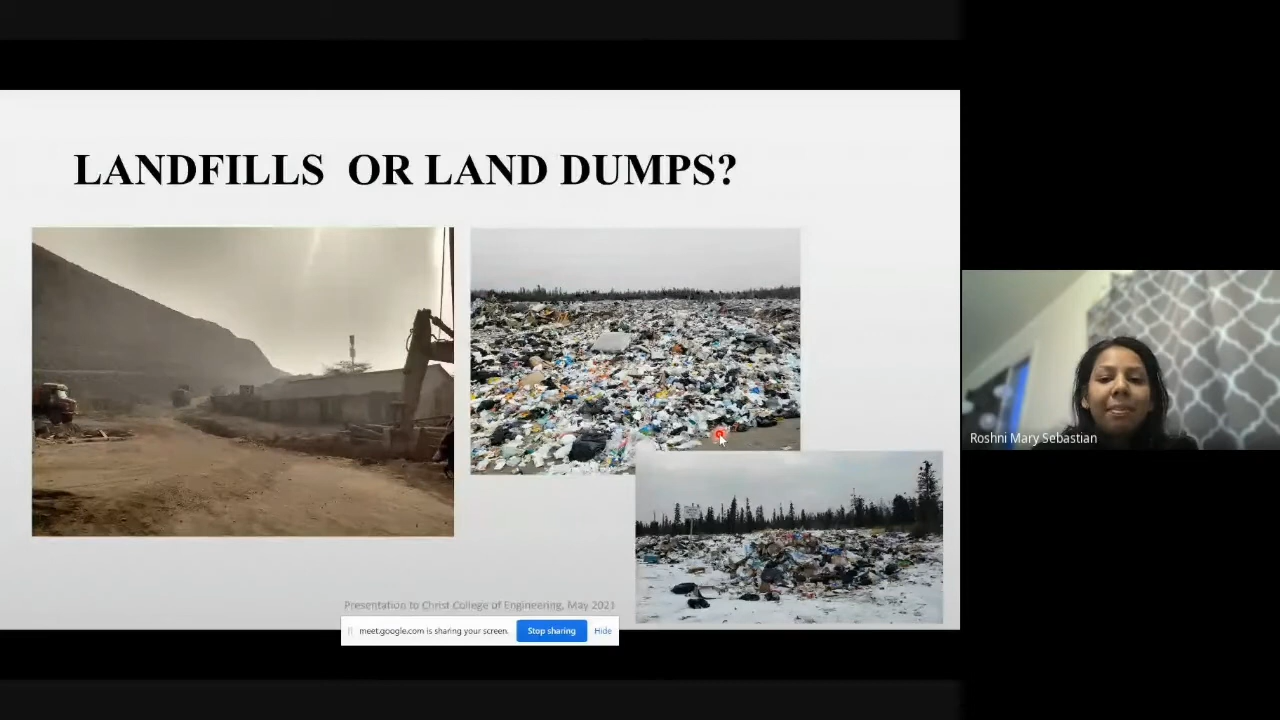 LANDFILLS OR LAND DUMPS?
Roshni Mary Sebastian
Presentation to Christ College of Engineering, May 2021
meet.google.com is sharing your screen. Stop sharing Hide